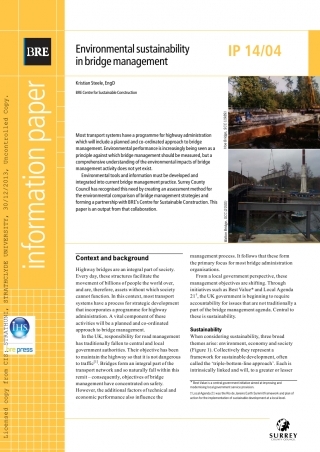 BRE
Environmental sustainability
in bridge management
IP 14/04
Kristian Steele, EngD
BRE Centre for Sustainable Construction
information paper
Licensed copy from CIS: STRATHUNI, STRATHCLYDE UNIVERSITY, 30/12/2013, Uncontrolled Copy.
Most transport systems have a programme for highway administration
which will include a planned and co-ordinated approach to bridge
management. Environmental performance is increasingly being seen as a
principle against which bridge management should be measured, but a
comprehensive understanding of the environmental impacts of bridge
management activity does not yet exist.
Environmental tools and information must be developed and
integrated into current bridge management practice. Surrey County
Council has recognised this need by creating an assessment method for
the environmental comparison of bridge management strategies and
forming a partnership with BRE's Centre for Sustainable Construction. This
paper is an output from that collaboration.
Context and background
Highway bridges are an integral part of society.
Every day, these structures facilitate the
movement of billions of people the world over,
and are, therefore, assets without which society
cannot function. In this context, most transport
systems have a process for strategic development
that incorporates a programme for highway
administration. A vital component of these
activities will be a planned and co-ordinated
approach to bridge management.
In the UK, responsibility for road management
has traditionally fallen to central and local
government authorities. Their objective has been
to maintain the highway so that it is not dangerous
to traffic
Bridges form an integral part of the
transport network and so naturally fall within this
remit – consequently, objectives of bridge
management have concentrated on safety.
However, the additional factors of technical and
economic performance also influence the
management process. It follows that these form
the primary focus for most bridge administration
organisations.
From a local government perspective, these
management objectives are shifting. Through
initiatives such as Best Value* and Local Agenda
21†, the UK government is beginning to require
accountability for issues that are not traditionally a
part of the bridge management agenda. Central to
these is sustainability.
Sustainability
When considering sustainability, three broad
themes arise: environment, economy and society
(Figure 1). Collectively they represent a
framework for sustainable development, often
called the 'triple-bottom-line approach'. Each is
intrinsically linked and will, to a greater or lesser
* Best Value is a central government initiative aimed at improving and
modernising local government service provision.
† Local Agenda 21 was the Rio de Janeiro Earth Summit framework and plan of
action for the implementation of sustainable development at a local level.
IHS
press
SURREY